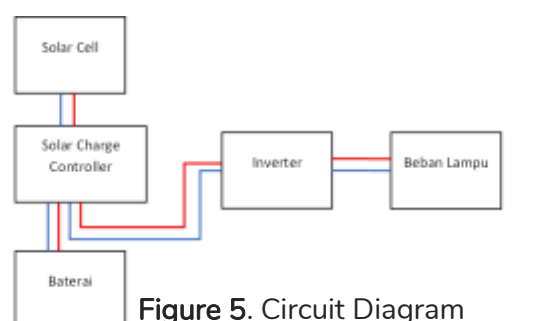 Solar Cell
Solar Charge
Controller
Inverter
Beban Lampu
Baterai
Figure 5. Circuit Diagram